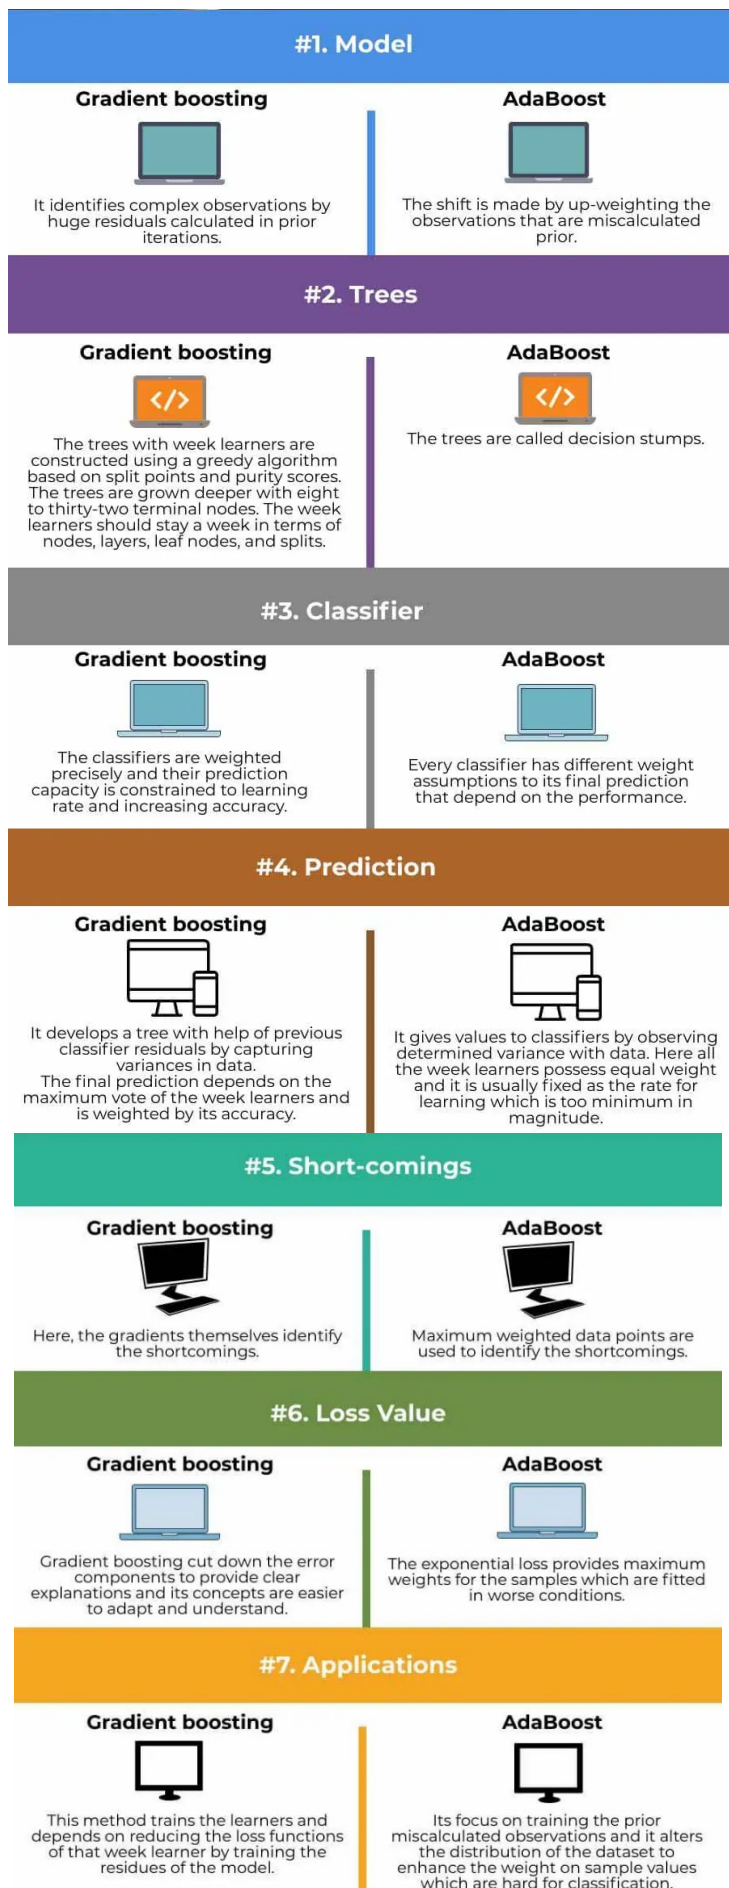 #1. Model
Gradient boosting
It identifies complex observations by
huge residuals calculated in prior
iterations.
AdaBoost
The shift is made by up-weighting the
observations that are miscalculated
prior.
#2. Trees
Gradient boosting
</>
The trees with week learners are
constructed using a greedy algorithm
based on split points and purity scores.
The trees are grown deeper with eight
to thirty-two terminal nodes. The week
learners should stay a week in terms of
nodes, layers, leaf nodes, and splits.
AdaBoost
</>
The trees are called decision stumps.
#3. Classifier
Gradient boosting
The classifiers are weighted
precisely and their prediction
capacity is constrained to learning
rate and increasing accuracy.
AdaBoost
Every classifier has different weight
assumptions to its final prediction
that depend on the performance.
#4. Prediction
Gradient boosting
It develops a tree with help of previous
classifier residuals by capturing
variances in data.
The final prediction depends on the
maximum vote of the week learners and
is weighted by its accuracy.
AdaBoost
It gives values to classifiers by observing
determined variance with data. Here all
the week learners possess equal weight
and it is usually fixed as the rate for
learning which is too minimum in
magnitude.
#5. Short-comings
Gradient boosting
Here, the gradients themselves identify
the shortcomings.
AdaBoost
Maximum weighted data points are
used to identify the shortcomings.
#6. Loss Value
Gradient boosting
Gradient boosting cut down the error
components to provide clear
explanations and its concepts are easier
to adapt and understand.
AdaBoost
The exponential loss provides maximum
weights for the samples which are fitted
in worse conditions.
#7. Applications
Gradient boosting
This method trains the learners and
depends on reducing the loss functions
of that week learner by training the
residues of the model.
AdaBoost
Its focus on training the prior
miscalculated observations and it alters
the distribution of the dataset to
enhance the weight on sample values
which are hard for classification.